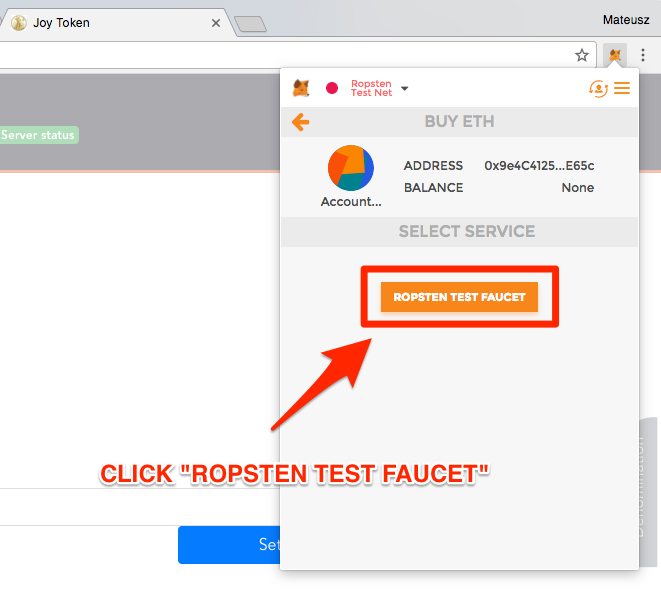 Joy Token
Mateusz
Ropsten
Test Net
Server status
BUY ETH
ADDRESS 0x9e4C4125...E65c
BALANCE None
Account...
SELECT SERVICE
ROPSTEN TEST FAUCET
CLICK "ROPSTEN TEST FAUCET"
Denomination
Set